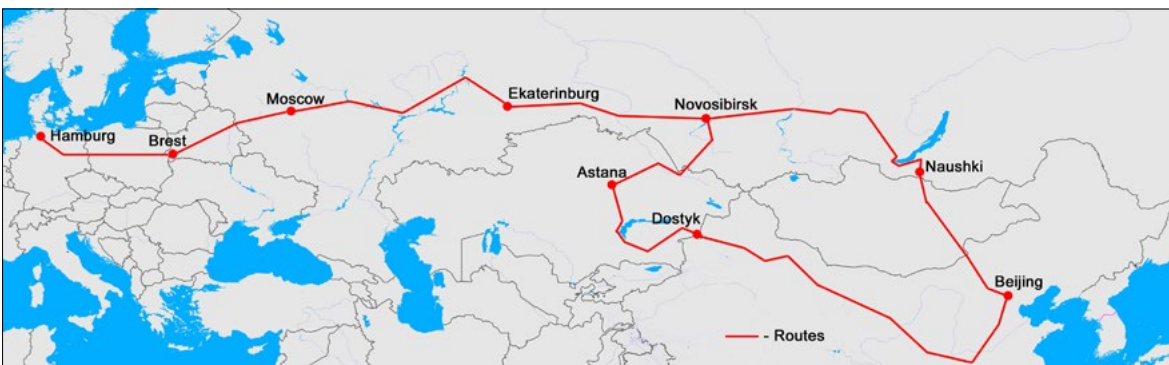 Ekaterinburg
Moscow
Novosibirsk
Hamburg
Brest
Naushki
Astana
Dostyk
Beijing
- Routes